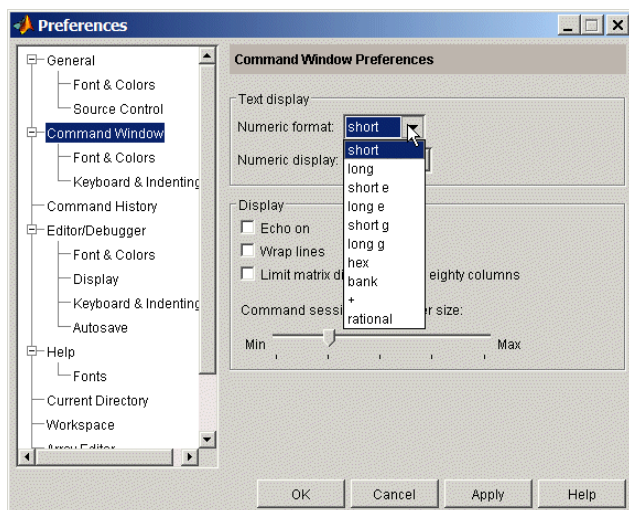 Preferences
General
Font & Colors
Source Control
Command Window
Font & Colors
Keyboard & Indenting
Command History
Editor/Debugger
Font & Colors
Display
Keyboard & Indenting
Autosave
Help
Fonts
Current Directory
Workspace
Array Editor
Command Window Preferences
Text display
Numeric format: short
Numeric display:
short
long
short e
long e
short g
long g
hex
bank
+
rational
Display
Echo on
Wrap lines
Limit matrix di eighty columns
Command sessi r size:
Min Max
OK Cancel Apply Help